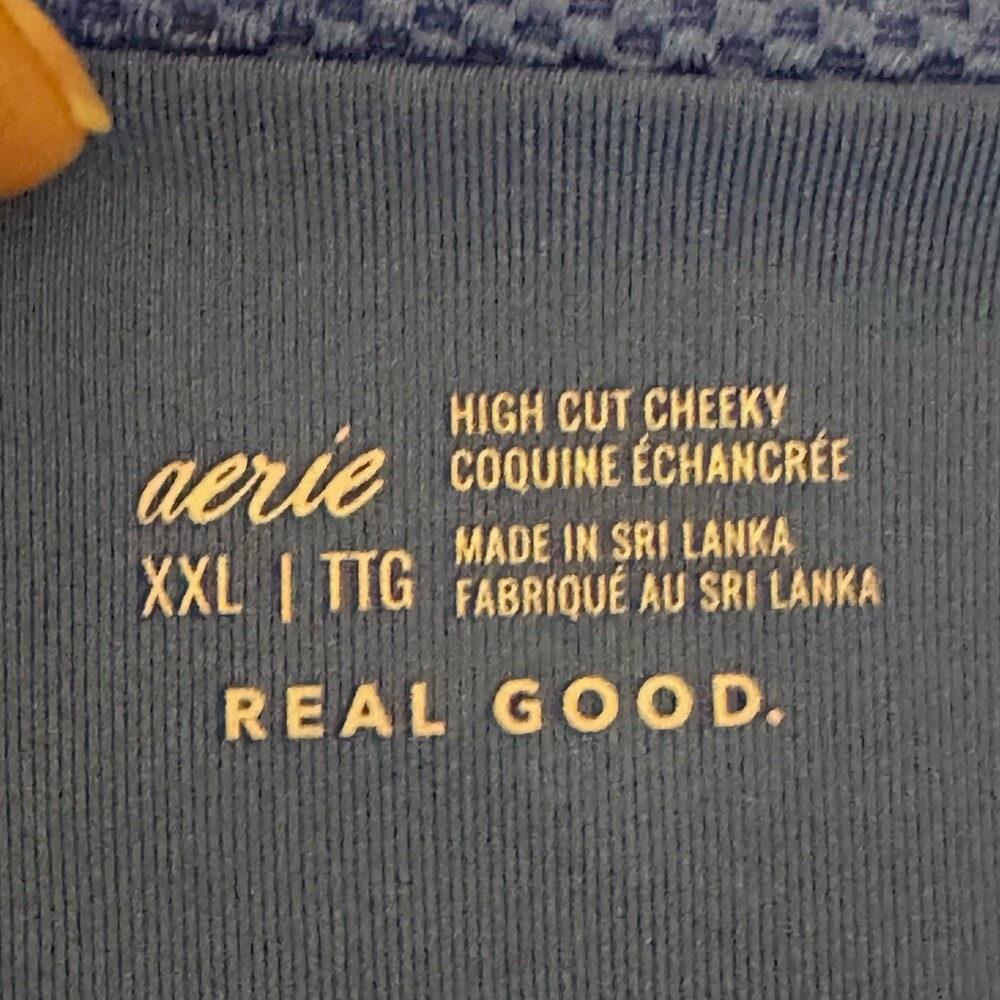 aerie
XXL | TTG
HIGH CUT CHEEKY
COQUINE ÉCHANCRÉE
MADE IN SRI LANKA
FABRIQUÉ AU SRI LANKA
REAL GOOD.